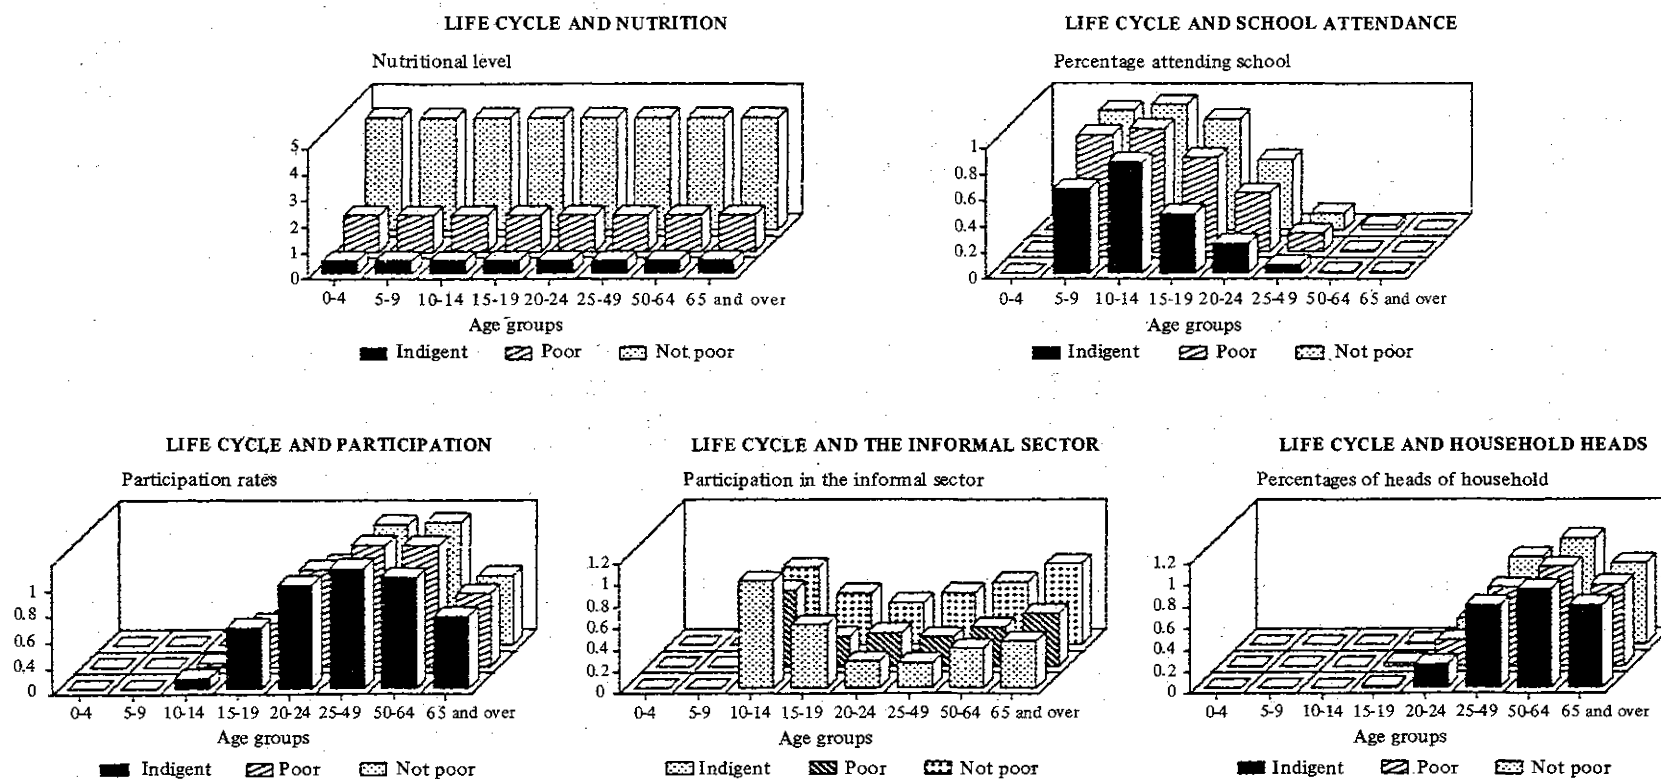 LIFE CYCLE AND NUTRITION
Nutritional level
5
4
3
2
1
0
0-4 5-9 10-14 15-19 20-24 25-49 50-64 65 and over
Age groups
Indigent Poor Not poor
LIFE CYCLE AND SCHOOL ATTENDANCE
Percentage attending school
1
0.8
0.6
0.4
0.2
0
0-4 5-9 10-14 15-19 20-24 25-49 50-64 65 and over
Age groups
Indigent Poor Not poor
LIFE CYCLE AND PARTICIPATION
Participation rates
1
0.8
0.6
0.4
0
0-4 5-9 10-14 15-19 20-24 25-49 50-64 65 and over
Age groups
Indigent Poor Not poor
LIFE CYCLE AND THE INFORMAL SECTOR
Participation in the informal sector
1.2
1
0.8
0.6
0.4
0.2
0
0-4 5-9 10-14 15-19 20-24 25-49 50-64 65 and over
Age groups
Indigent Poor Not poor
LIFE CYCLE AND HOUSEHOLD HEADS
Percentages of heads of household
1.2
1
0.8
0.6
0.4
0.2
0
0-4 5-9 10-14 15-19 20-24 25-49 50-64 65 and over
Age groups
Indigent Poor Not poor